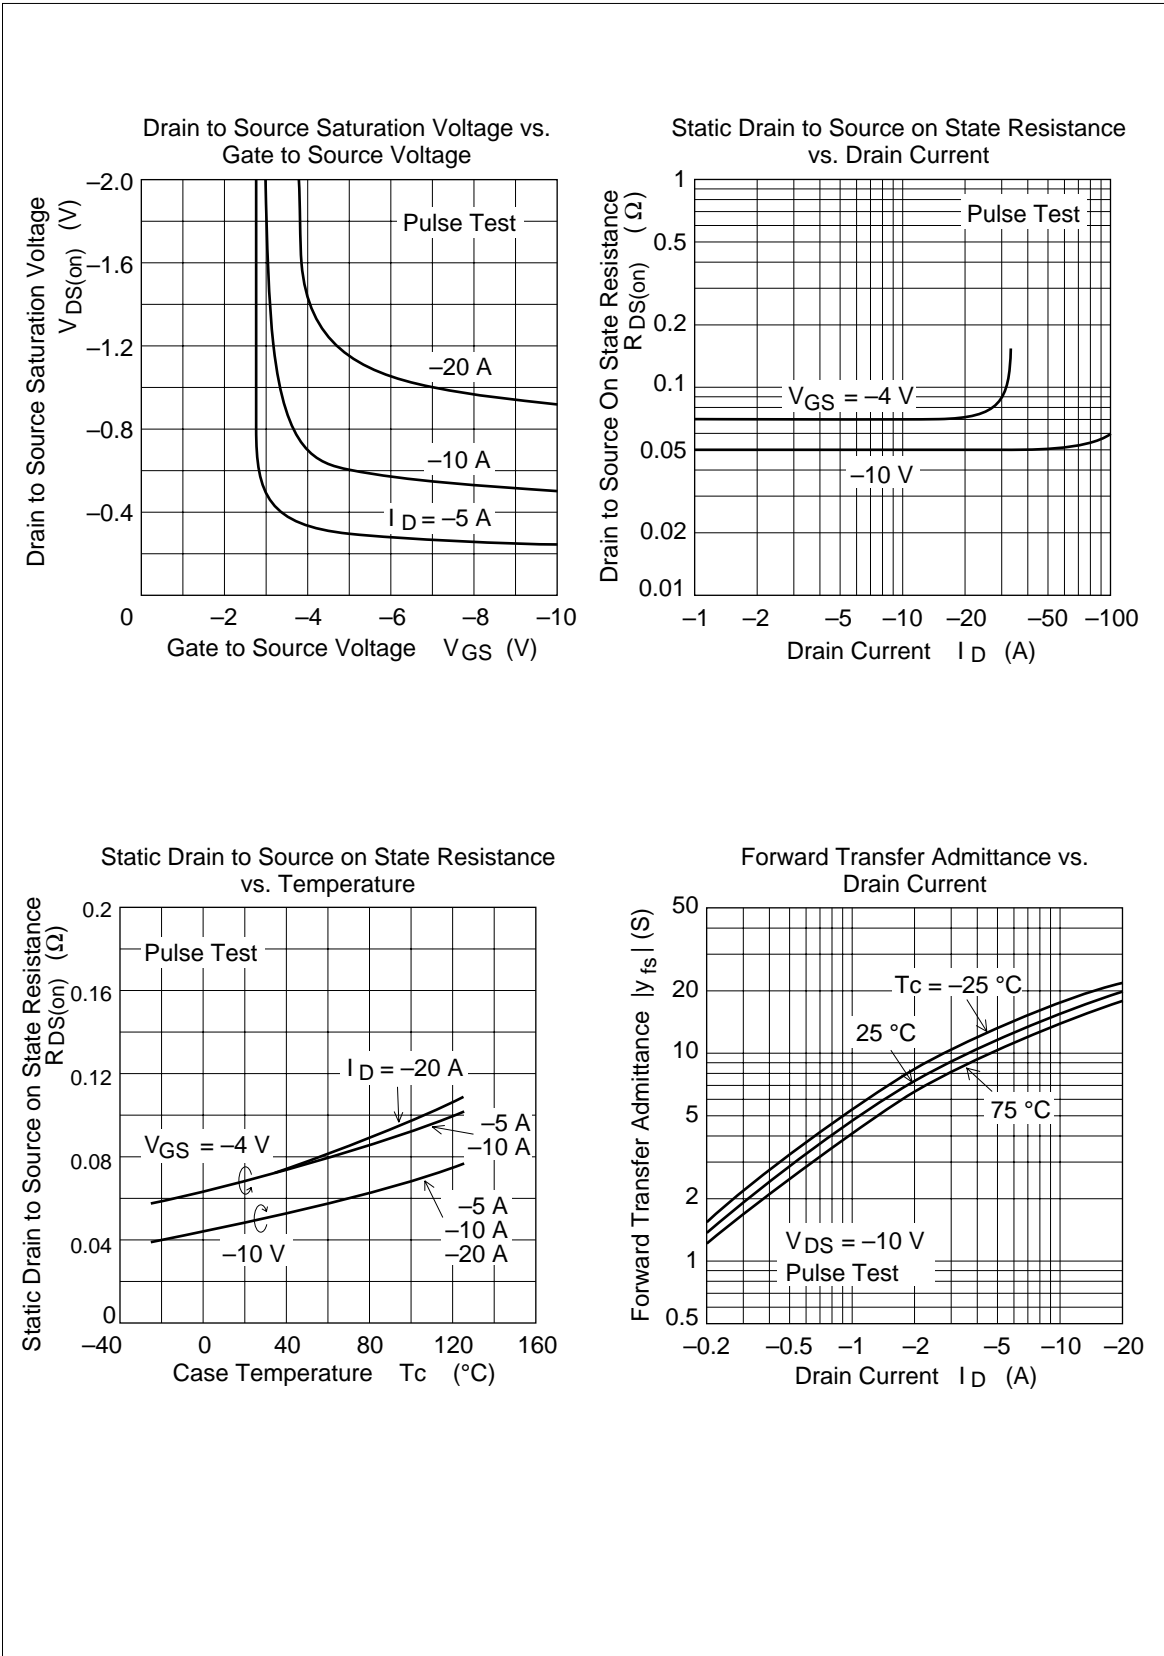 Drain to Source Saturation Voltage vs.
Gate to Source Voltage
Drain to Source Saturation Voltage
V DS(on) (V)
–2.0
–1.6
–1.2
–0.8
–0.4
0
–2
–4
–6
–8
–10
Pulse Test
–20 A
–10 A
I D = –5 A
Gate to Source Voltage V GS (V)
Static Drain to Source on State Resistance
vs. Drain Current
Drain to Source On State Resistance
R DS(on) (Ω)
1
0.5
0.2
0.1
0.05
0.02
0.01
–1
–2
–5
–10
–20
–50
–100
Pulse Test
V GS = –4 V
–10 V
Drain Current I D (A)
Static Drain to Source on State Resistance
vs. Temperature
Static Drain to Source on State Resistance
R DS(on) (Ω)
0.2
0.16
0.12
0.08
0.04
0
–40
0
40
80
120
160
Pulse Test
I D = –20 A
–5 A
–10 A
V GS = –4 V
–5 A
–10 A
–20 A
–10 V
Case Temperature Tc (°C)
Forward Transfer Admittance vs.
Drain Current
Forward Transfer Admittance |y fs | (S)
50
20
10
5
2
1
0.5
–0.2
–0.5
–1
–2
–5
–10
–20
Tc = –25 °C
25 °C
75 °C
V DS = –10 V
Pulse Test
Drain Current I D (A)